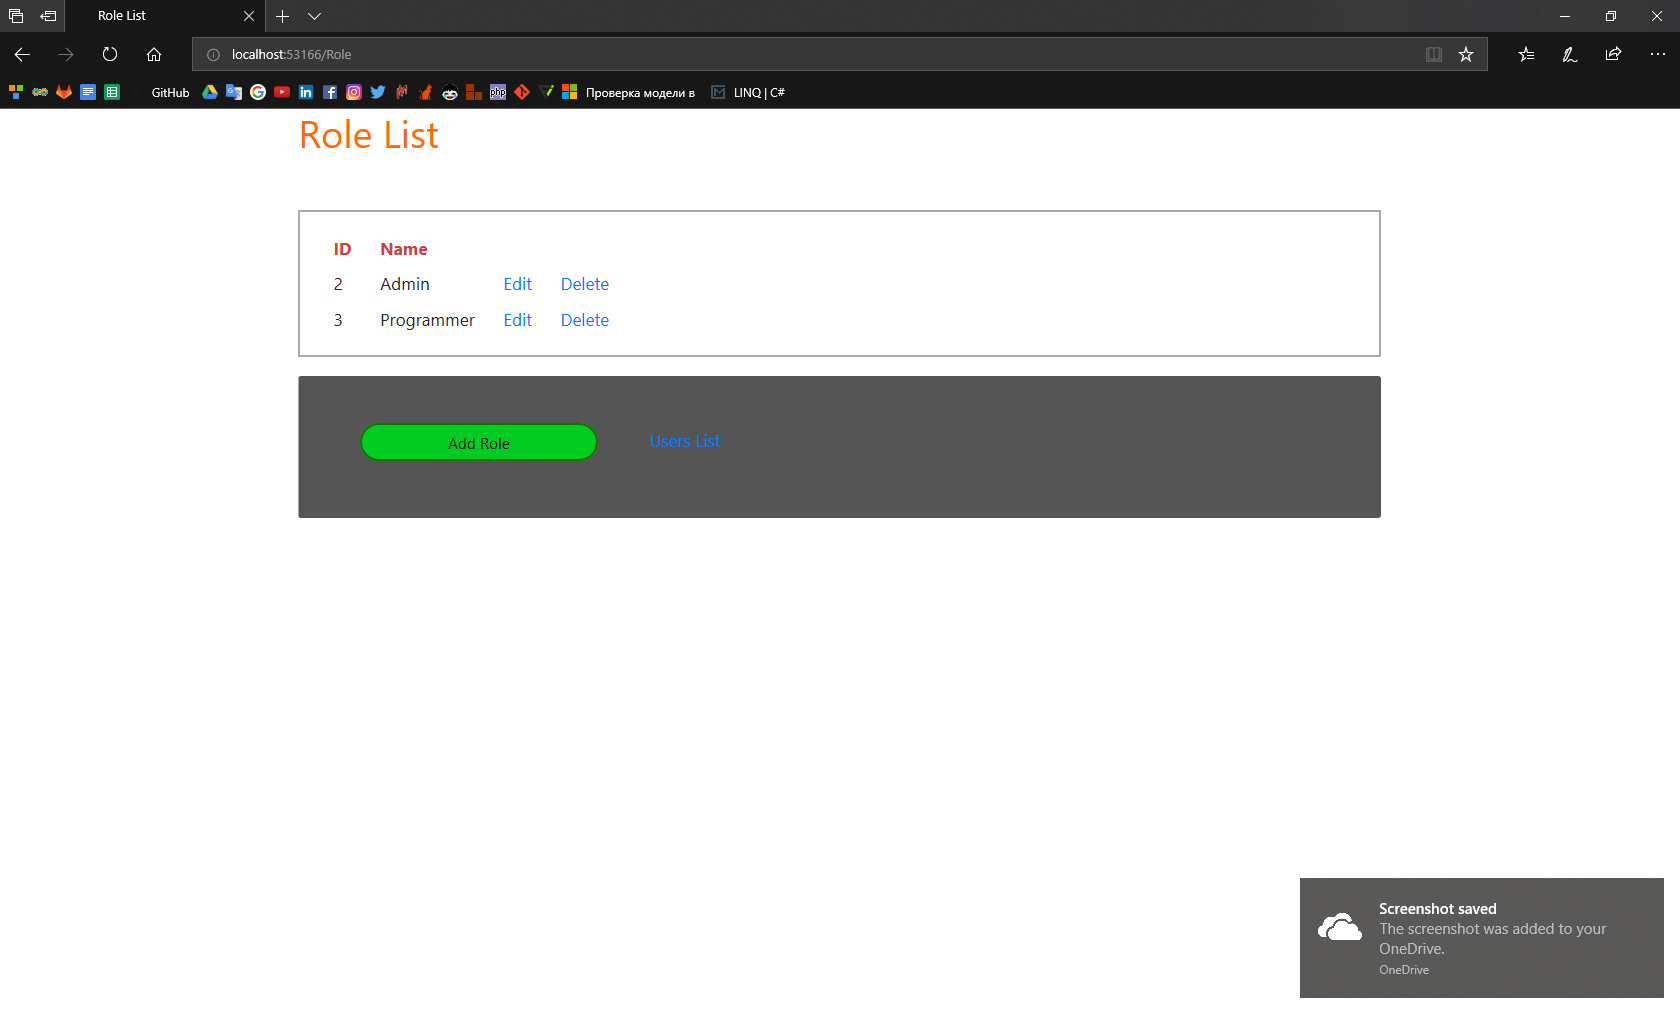 Role List
localhost:53166/Role
GitHub
php
Проверка модели в
LINQ | C#
Role List
ID Name
2 Admin Edit Delete
3 Programmer Edit Delete
Add Role Users List
Screenshot saved
The screenshot was added to your
OneDrive.
OneDrive